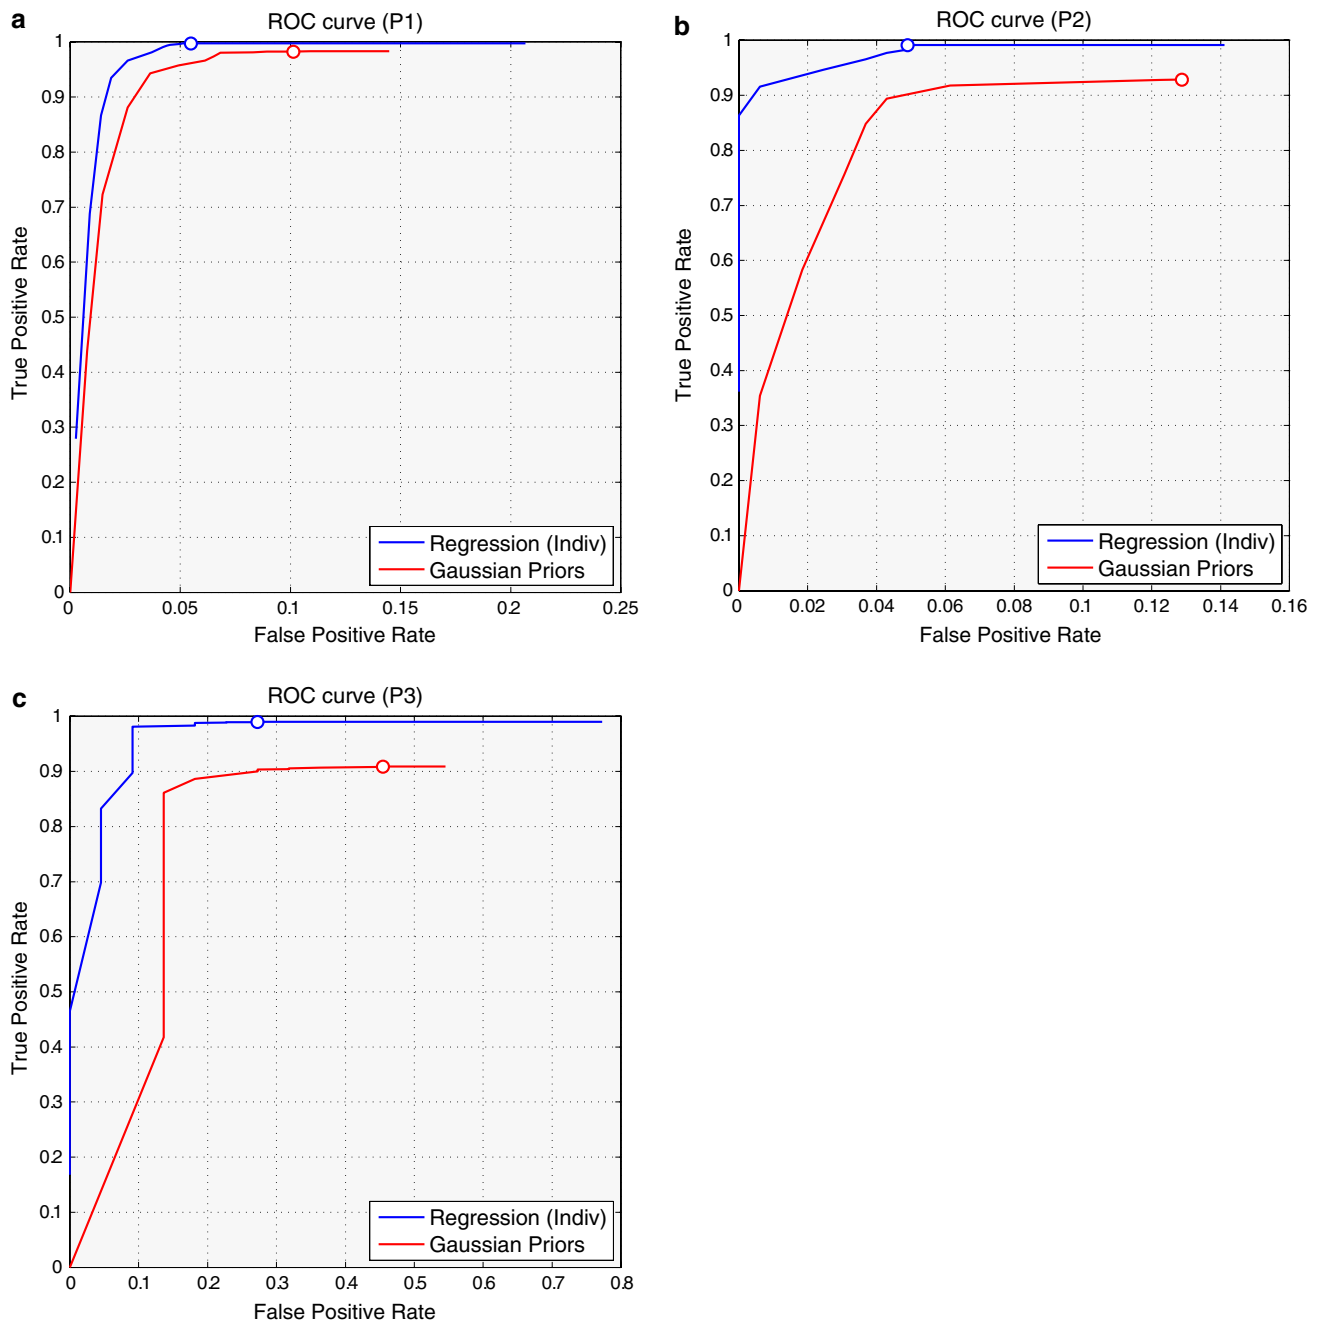 a
ROC curve (P1)
1
0.9
0.8
0.7
0.6
0.5
0.4
0.3
0.2
0.1
0
True Positive Rate
Regression (Indiv)
Gaussian Priors
0 0.05 0.1 0.15 0.2 0.25
False Positive Rate
b
ROC curve (P2)
1
0.9
0.8
0.7
0.6
0.5
0.4
0.3
0.2
0.1
0
True Positive Rate
Regression (Indiv)
Gaussian Priors
0 0.02 0.04 0.06 0.08 0.1 0.12 0.14 0.16
False Positive Rate
c
ROC curve (P3)
1
0.9
0.8
0.7
0.6
0.5
0.4
0.3
0.2
0.1
0
True Positive Rate
Regression (Indiv)
Gaussian Priors
0 0.1 0.2 0.3 0.4 0.5 0.6 0.7 0.8
False Positive Rate